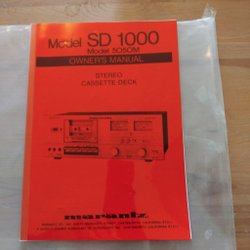 Model SD 1000
Model 5050M
OWNER'S MANUAL
STEREO
CASSETTE DECK
marantz